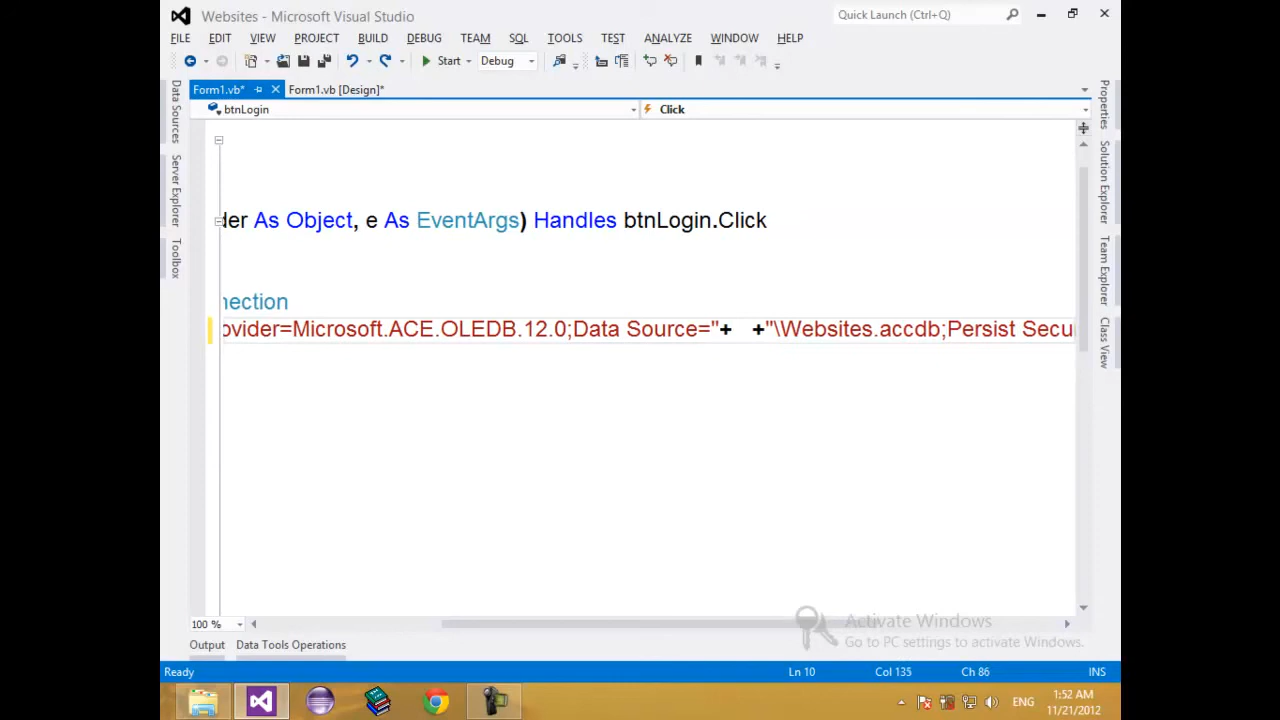 Websites - Microsoft Visual Studio
Quick Launch (Ctrl+Q)
FILE EDIT VIEW PROJECT BUILD DEBUG TEAM SQL TOOLS TEST ANALYZE WINDOW HELP
Start Debug
Form1.vb* Form1.vb [Design]*
btnLogin Click
Data Sources
Server Explorer
Toolbox
der As Object, e As EventArgs) Handles btnLogin.Click
nection
ovider=Microsoft.ACE.OLEDB.12.0;Data Source="+ +"\Websites.accdb;Persist Secu
Properties
Solution Explorer
Team Explorer
Class View
100 %
Activate Windows
Go to PC settings to activate Windows.
Output Data Tools Operations
Ready Ln 10 Col 135 Ch 86 INS
ENG
1:52 AM
11/21/2012